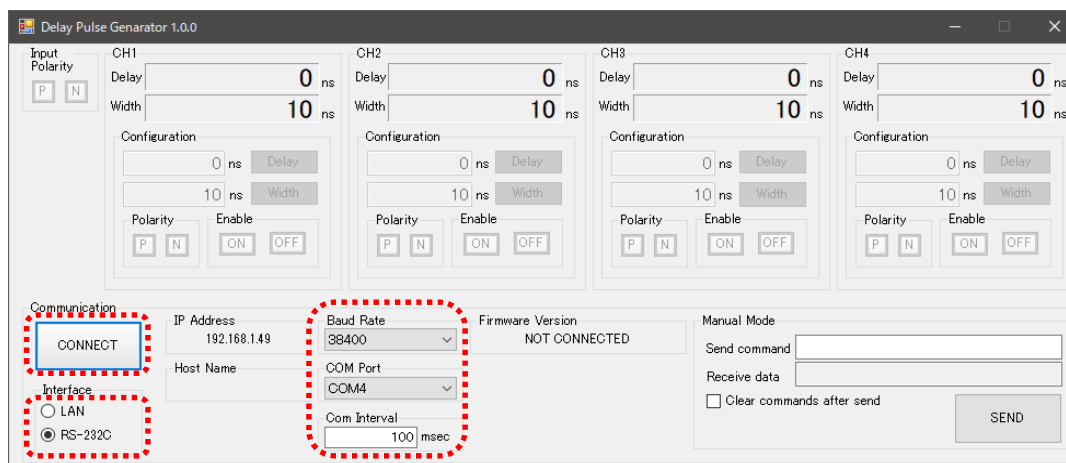 Delay Pulse Genarator 1.0.0
Input Polarity
P N
CH1
Delay 0 ns
Width 10 ns
Configuration
0 ns Delay
10 ns Width
Polarity
P N
Enable
ON OFF
CH2
Delay 0 ns
Width 10 ns
Configuration
0 ns Delay
10 ns Width
Polarity
P N
Enable
ON OFF
CH3
Delay 0 ns
Width 10 ns
Configuration
0 ns Delay
10 ns Width
Polarity
P N
Enable
ON OFF
CH4
Delay 0 ns
Width 10 ns
Configuration
0 ns Delay
10 ns Width
Polarity
P N
Enable
ON OFF
Communication
CONNECT
Interface
LAN
RS-232C
IP Address
192.168.1.49
Host Name
Baud Rate
38400
COM Port
COM4
Com Interval
100 msec
Firmware Version
NOT CONNECTED
Manual Mode
Send command
Receive data
Clear commands after send
SEND